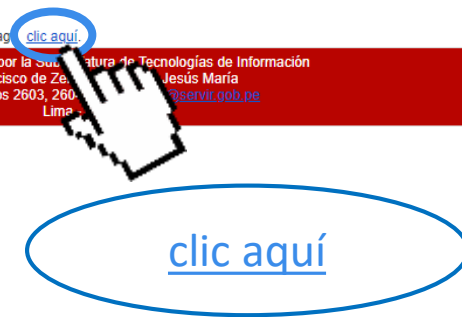 clic aquí.
por la Sub atura de Tecnologías de Información
cisco de Ze Jesús María
os 2603, 260 @servir.gob.pe
Lima
clic aquí